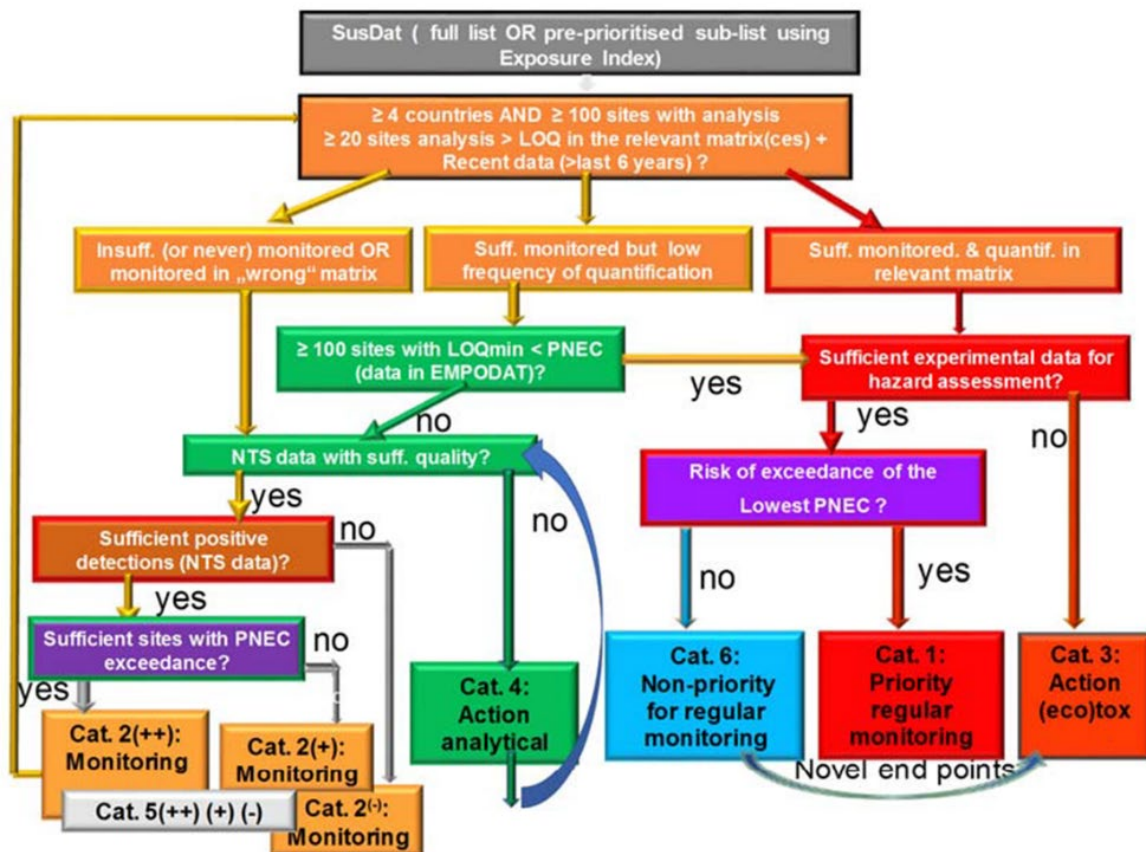 SusDat ( full list OR pre-prioritised sub-list using
Exposure Index)
≥ 4 countries AND ≥ 100 sites with analysis
≥ 20 sites analysis > LOQ in the relevant matrix(ces) +
Recent data (>last 6 years) ?
Insuff. (or never) monitored OR
monitored in „wrong“ matrix
Suff. monitored but low
frequency of quantification
Suff. monitored. & quantif. in
relevant matrix
≥ 100 sites with LOQmin < PNEC
(data in EMPODAT)?
yes
Sufficient experimental data for
hazard assessment?
no
yes
no
NTS data with suff. quality?
Risk of exceedance of the
Lowest PNEC ?
yes
no
no
Sufficient positive
detections (NTS data)?
no
yes
yes
Sufficient sites with PNEC
exceedance?
no
yes
Cat. 2(++):
Monitoring
Cat. 2(+):
Monitoring
Cat. 4:
Action
analytical
Cat. 6:
Non-priority
for regular
monitoring
Cat. 1:
Priority
regular
monitoring
Cat. 3:
Action
(eco)tox
Novel end points
Cat. 5(++) (+) (-)
Cat. 2(-):
Monitoring